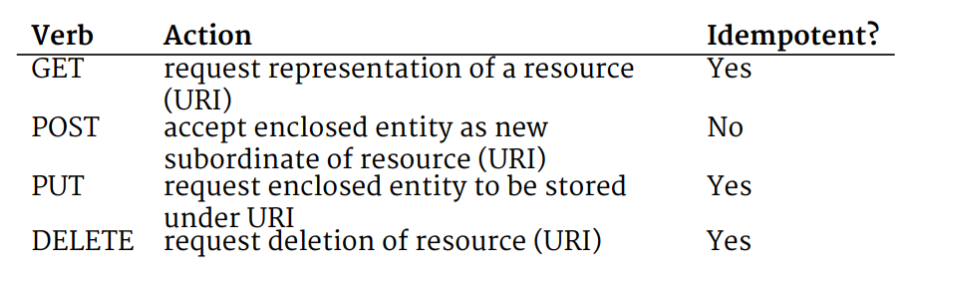 Verb Action Idempotent?
GET request representation of a resource Yes
(URI)
POST accept enclosed entity as new No
subordinate of resource (URI)
PUT request enclosed entity to be stored Yes
under URI
DELETE request deletion of resource (URI) Yes